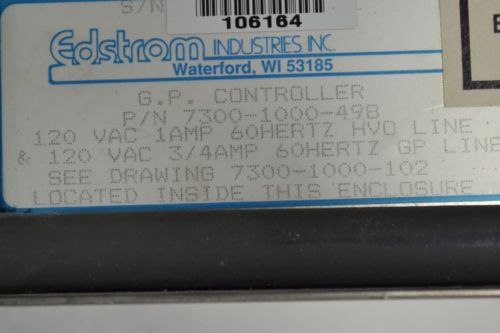 S/N
106164
Edstrom INDUSTRIES INC.
Waterford, WI 53185
G.P. CONTROLLER
P/N 7300-1000-498
120 VAC 1AMP 60HERTZ HVO LINE
& 120 VAC 3/4AMP 60HERTZ GP LINE
SEE DRAWING 7300-1000-102
LOCATED INSIDE THIS ENCLOSURE